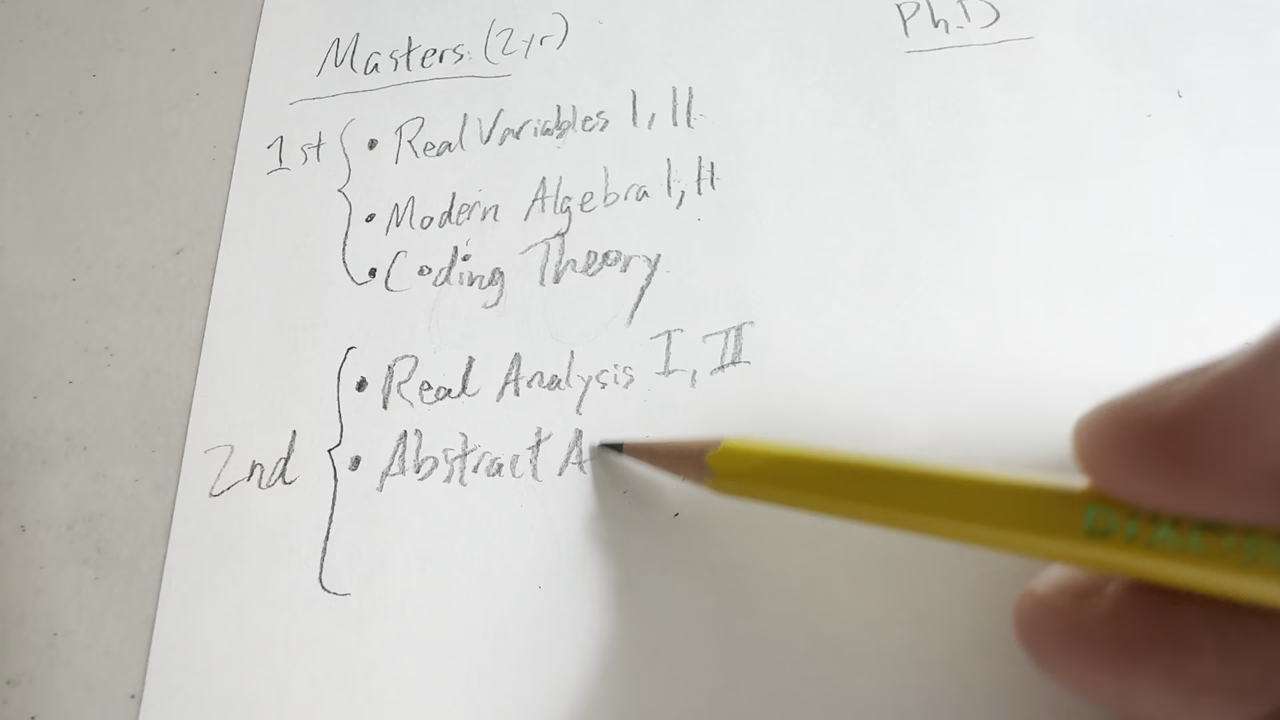 Masters (2yr)
Ph.D
1st
• Real Variables I, II
• Modern Algebra I, II
• Coding Theory
2nd
• Real Analysis I, II
• Abstract A